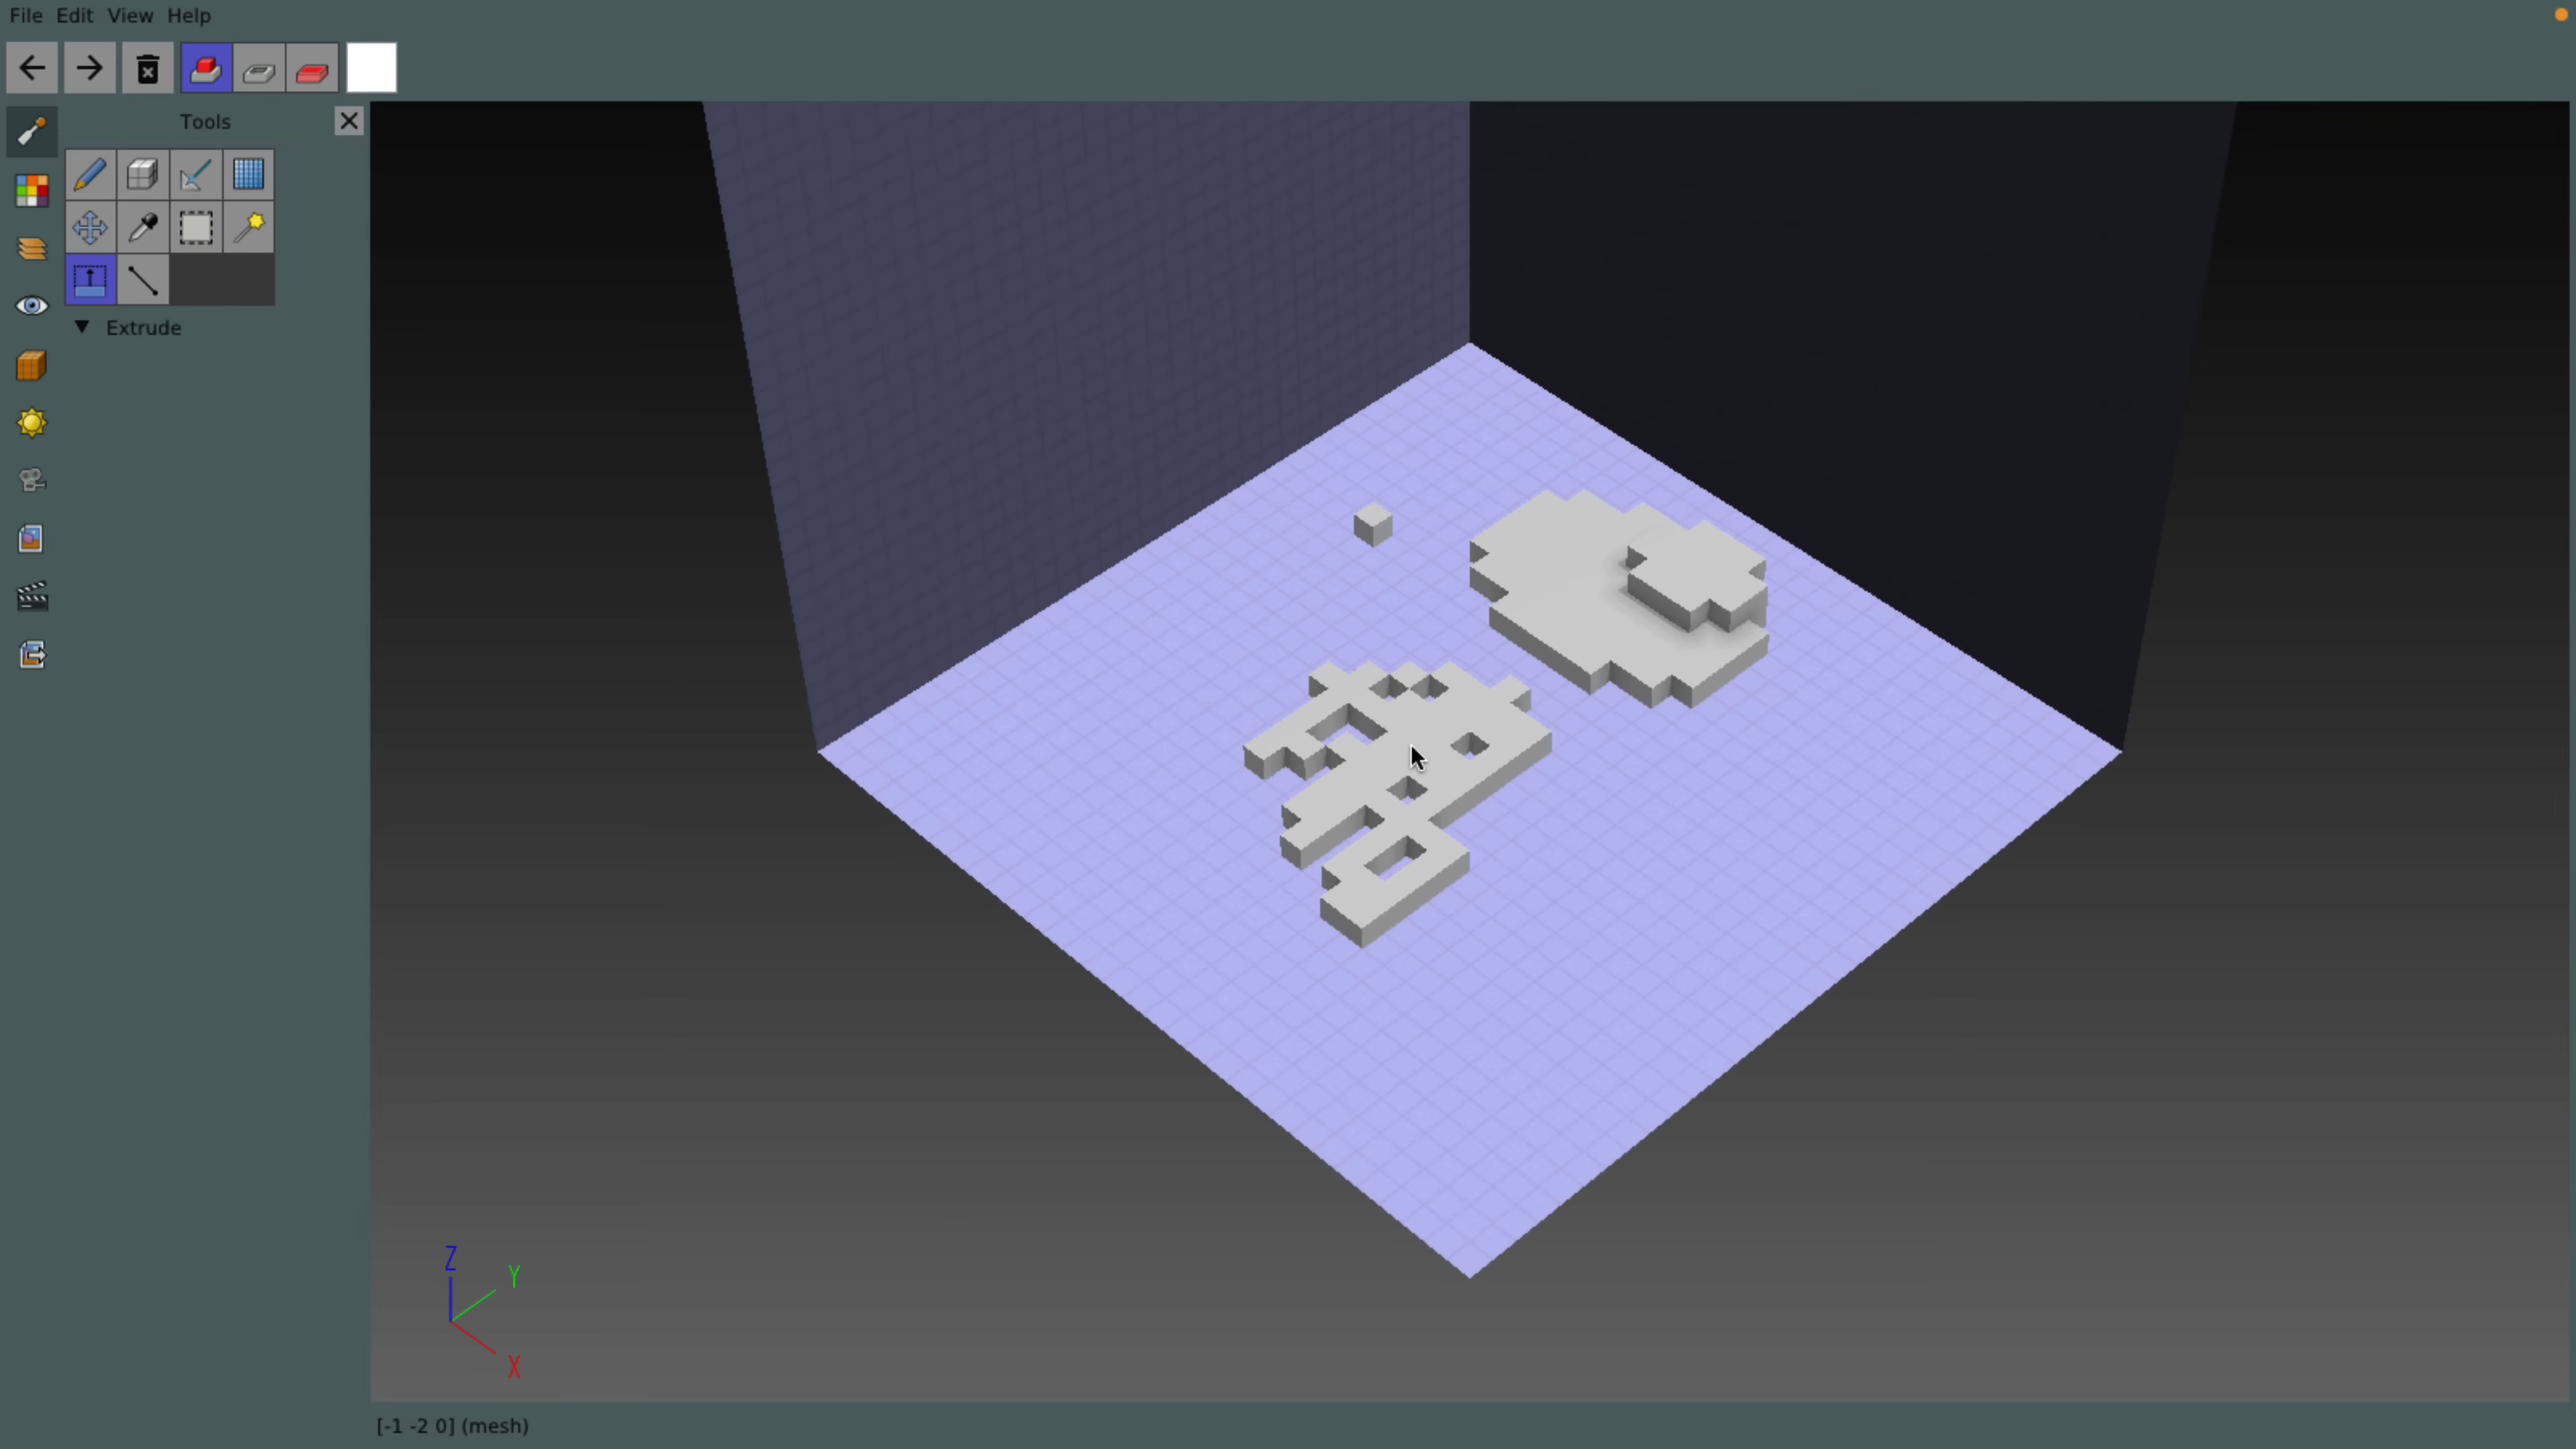 File Edit View Help
Tools
Extrude
Z
Y
X
[-1 -2 0] (mesh)